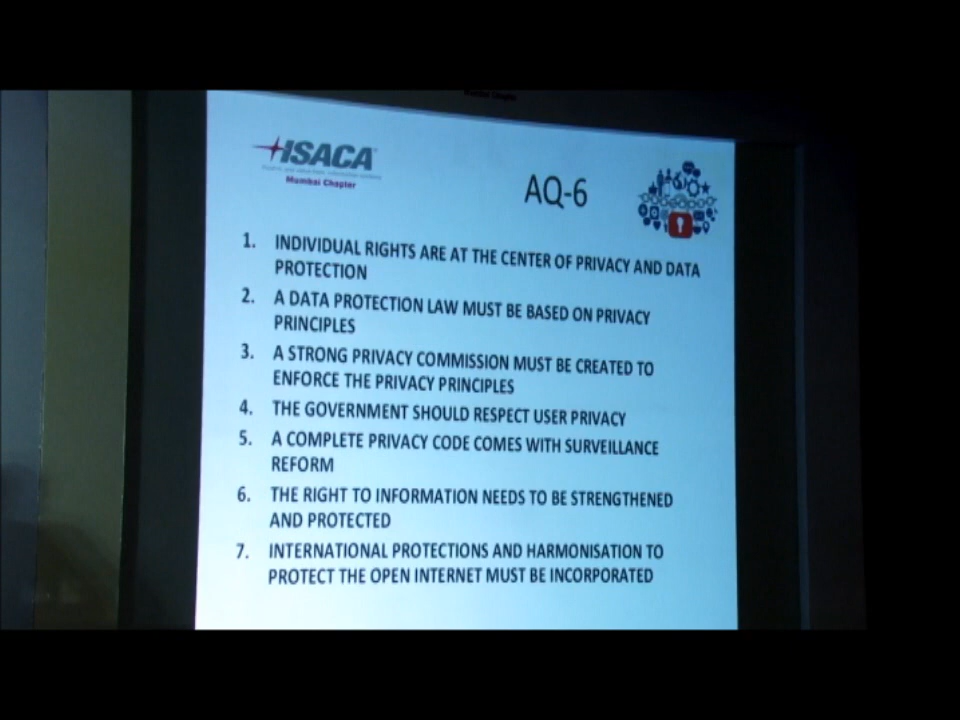 ISACA
Mumbai Chapter
AQ-6
1. INDIVIDUAL RIGHTS ARE AT THE CENTER OF PRIVACY AND DATA
PROTECTION
2. A DATA PROTECTION LAW MUST BE BASED ON PRIVACY
PRINCIPLES
3. A STRONG PRIVACY COMMISSION MUST BE CREATED TO
ENFORCE THE PRIVACY PRINCIPLES
4. THE GOVERNMENT SHOULD RESPECT USER PRIVACY
5. A COMPLETE PRIVACY CODE COMES WITH SURVEILLANCE
REFORM
6. THE RIGHT TO INFORMATION NEEDS TO BE STRENGTHENED
AND PROTECTED
7. INTERNATIONAL PROTECTIONS AND HARMONISATION TO
PROTECT THE OPEN INTERNET MUST BE INCORPORATED